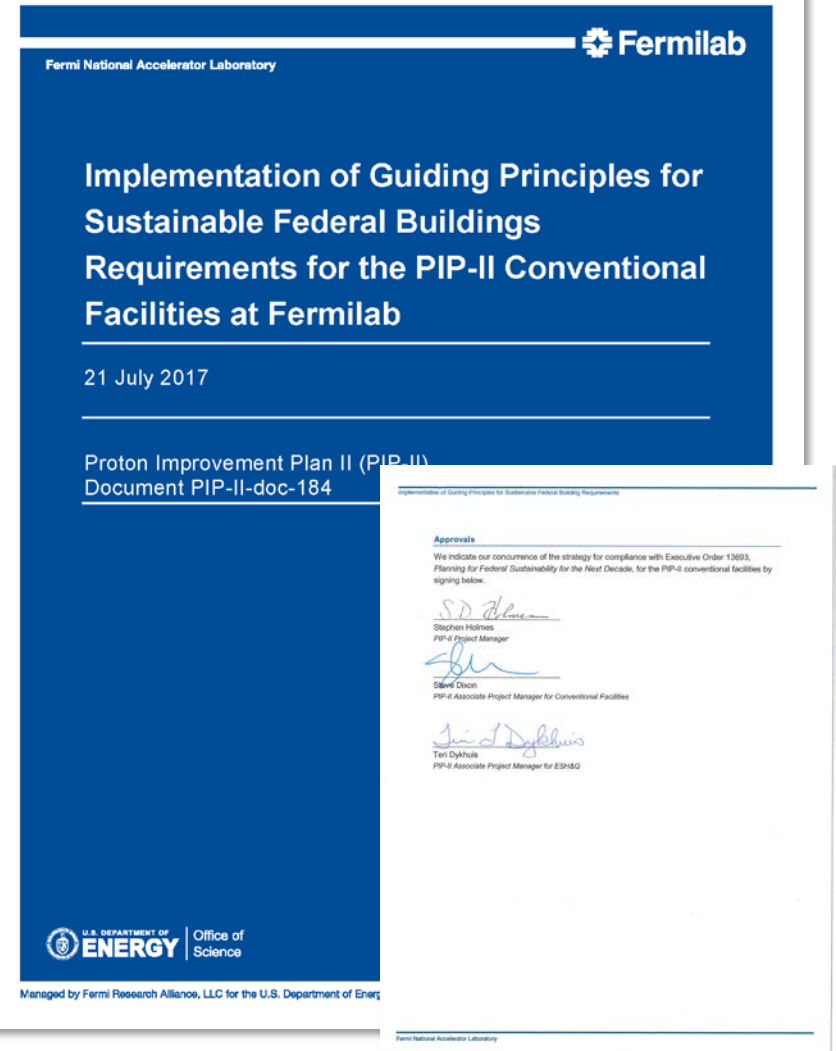 Fermilab
Fermi National Accelerator Laboratory
Implementation of Guiding Principles for
Sustainable Federal Buildings
Requirements for the PIP-II Conventional
Facilities at Fermilab
21 July 2017
Proton Improvement Plan II (PIP-II)
Document PIP-II-doc-184
U.S. DEPARTMENT OF
ENERGY
Office of
Science
Managed by Fermi Research Alliance, LLC for the U.S. Department of Energ
Implementation of Guiding Principles for Sustainable Federal Building Requirements
Approvals
We indicate our concurrence of the strategy for compliance with Executive Order 13693,
Planning for Federal Sustainability for the Next Decade, for the PIP-II conventional facilities by
signing below.
S D Holmes
Stephen Holmes
PIP-II Project Manager
Steve Dixon
PIP-II Associate Project Manager for Conventional Facilities
Teri L Dykhuis
Teri Dykhuis
PIP-II Associate Project Manager for ESH&Q
Fermi National Accelerator Laboratory